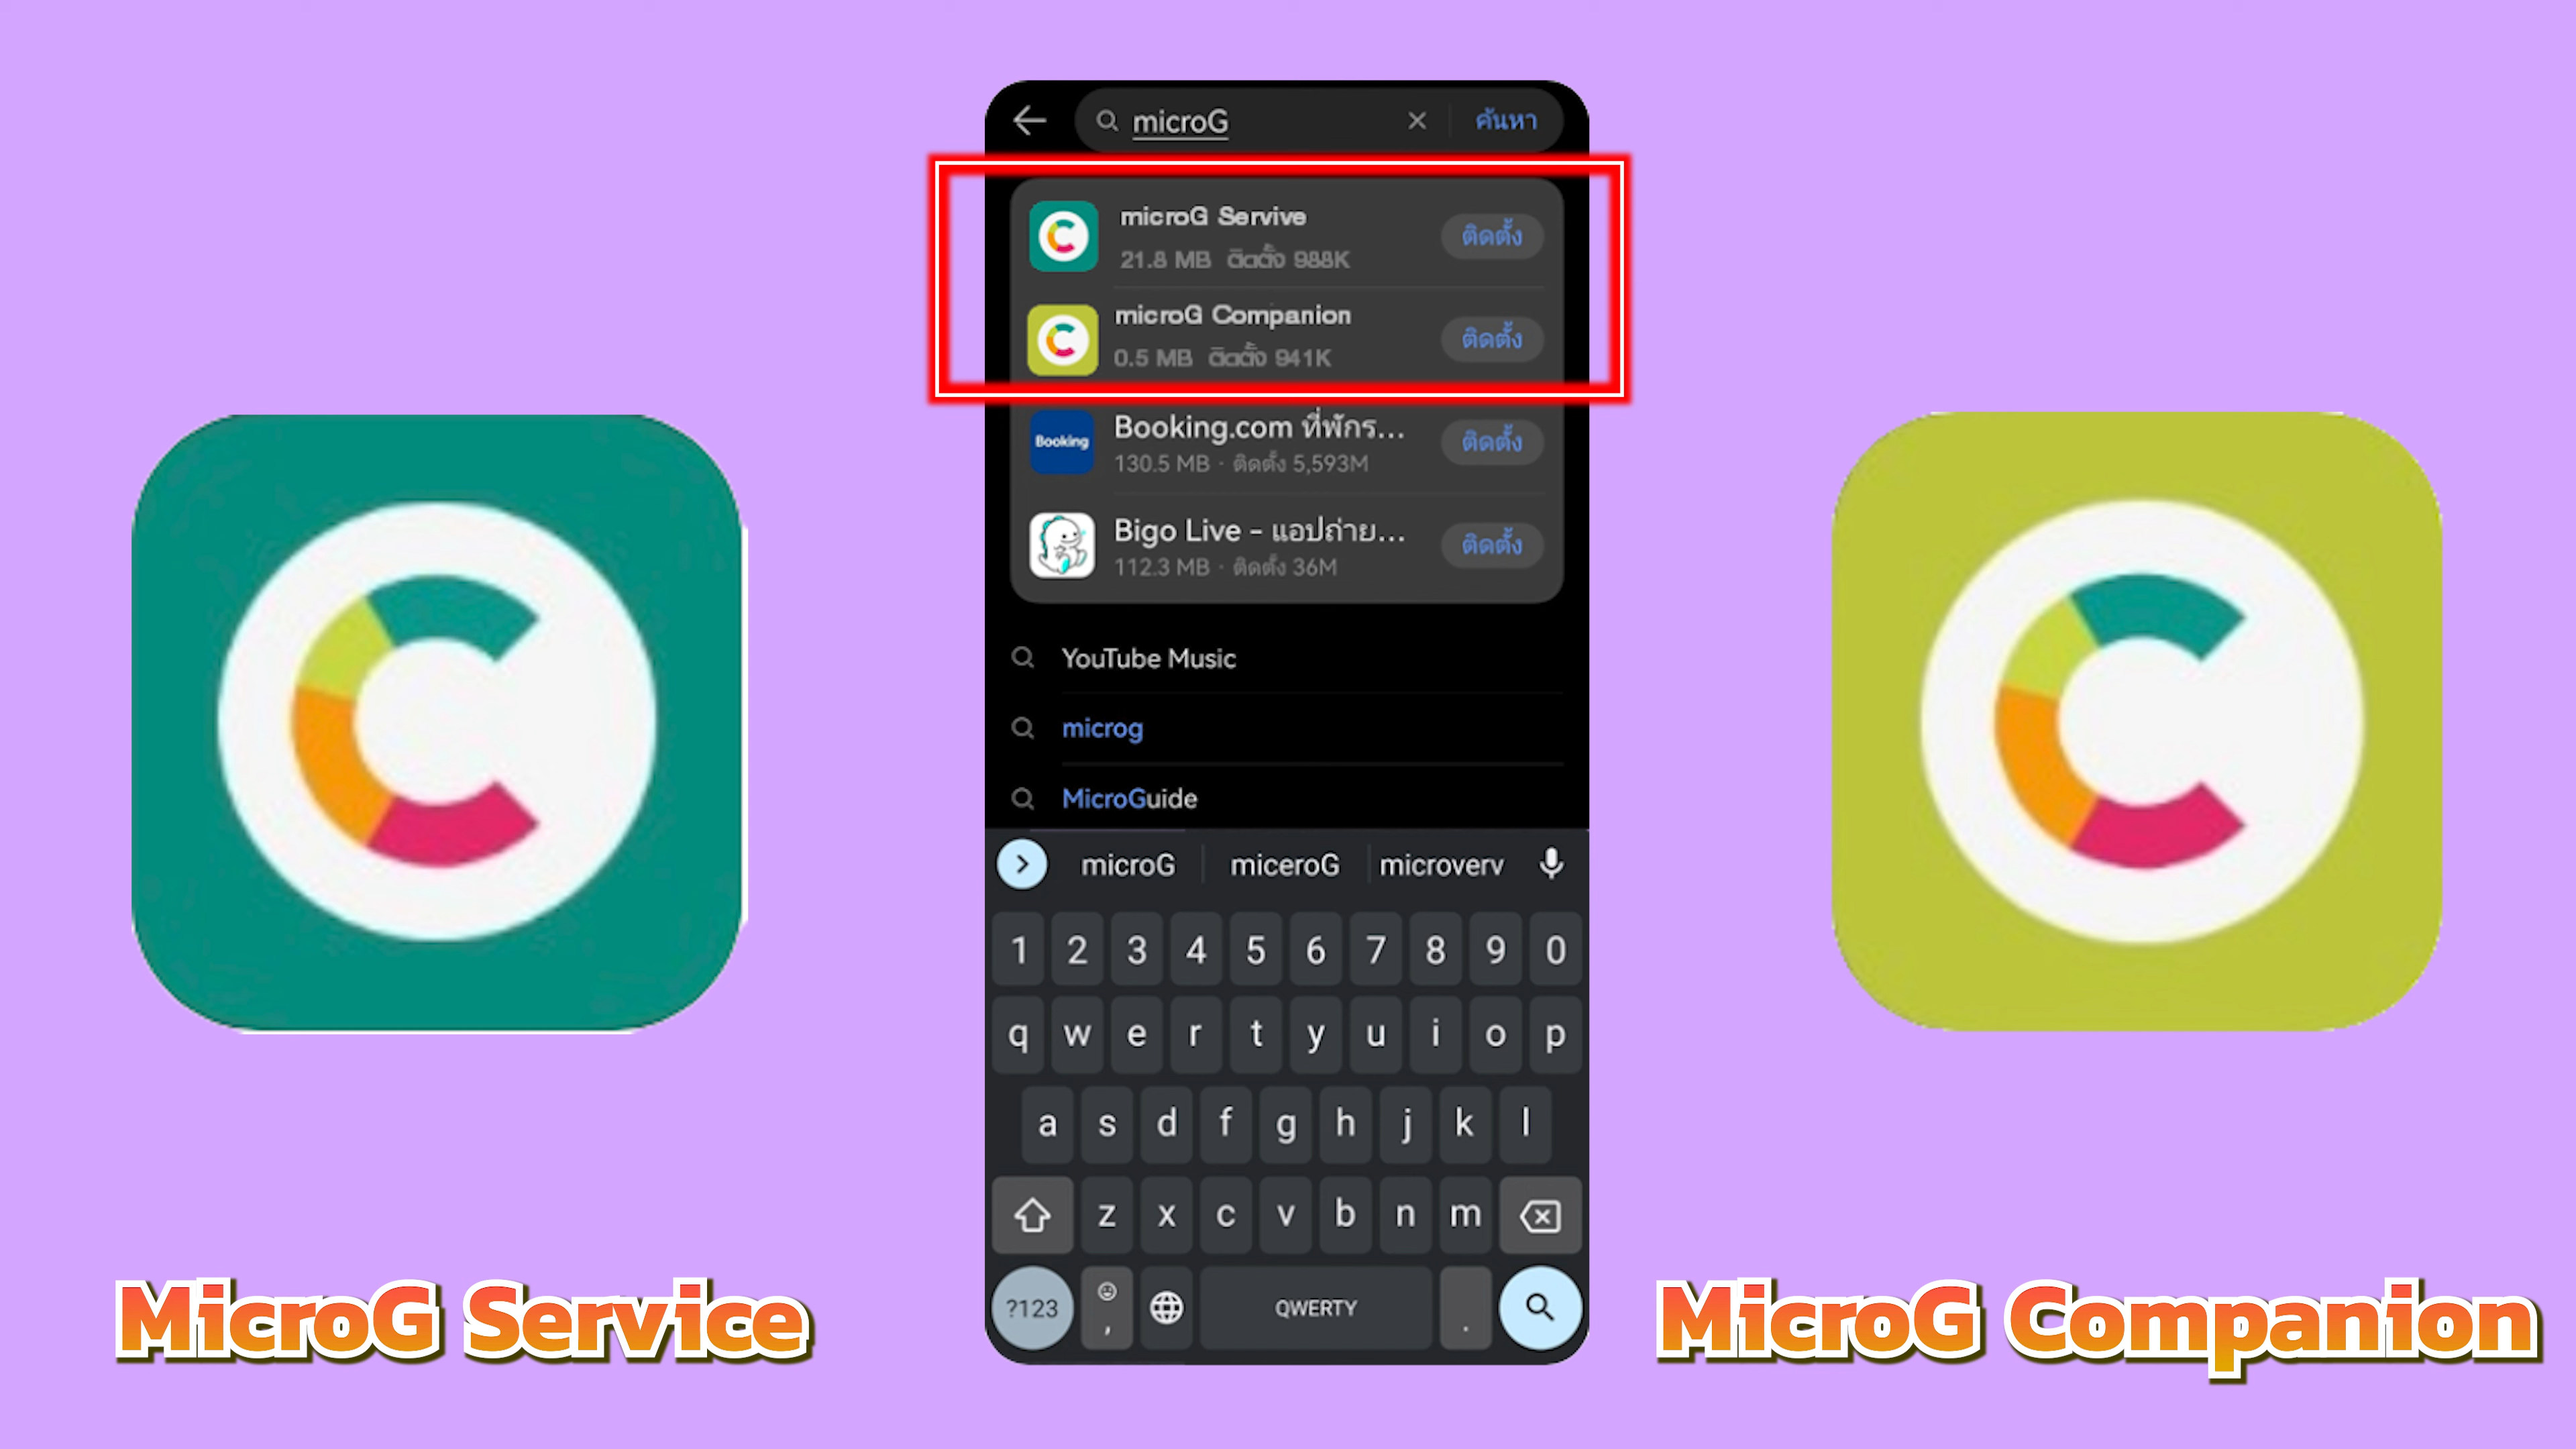 microG
ค้นหา
microG Servive
21.8 MB ติดตั้ง 988K
ติดตั้ง
microG Companion
0.5 MB ติดตั้ง 941K
ติดตั้ง
Booking
Booking.com ที่พักร...
130.5 MB · ติดตั้ง 5,593M
ติดตั้ง
Bigo Live - แอปถ่าย...
112.3 MB · ติดตั้ง 36M
ติดตั้ง
YouTube Music
microg
MicroGuide
microG miceroG microverv
1 2 3 4 5 6 7 8 9 0
q w e r t y u i o p
a s d f g h j k l
z x c v b n m
?123 , QWERTY .
MicroG Service
MicroG Companion